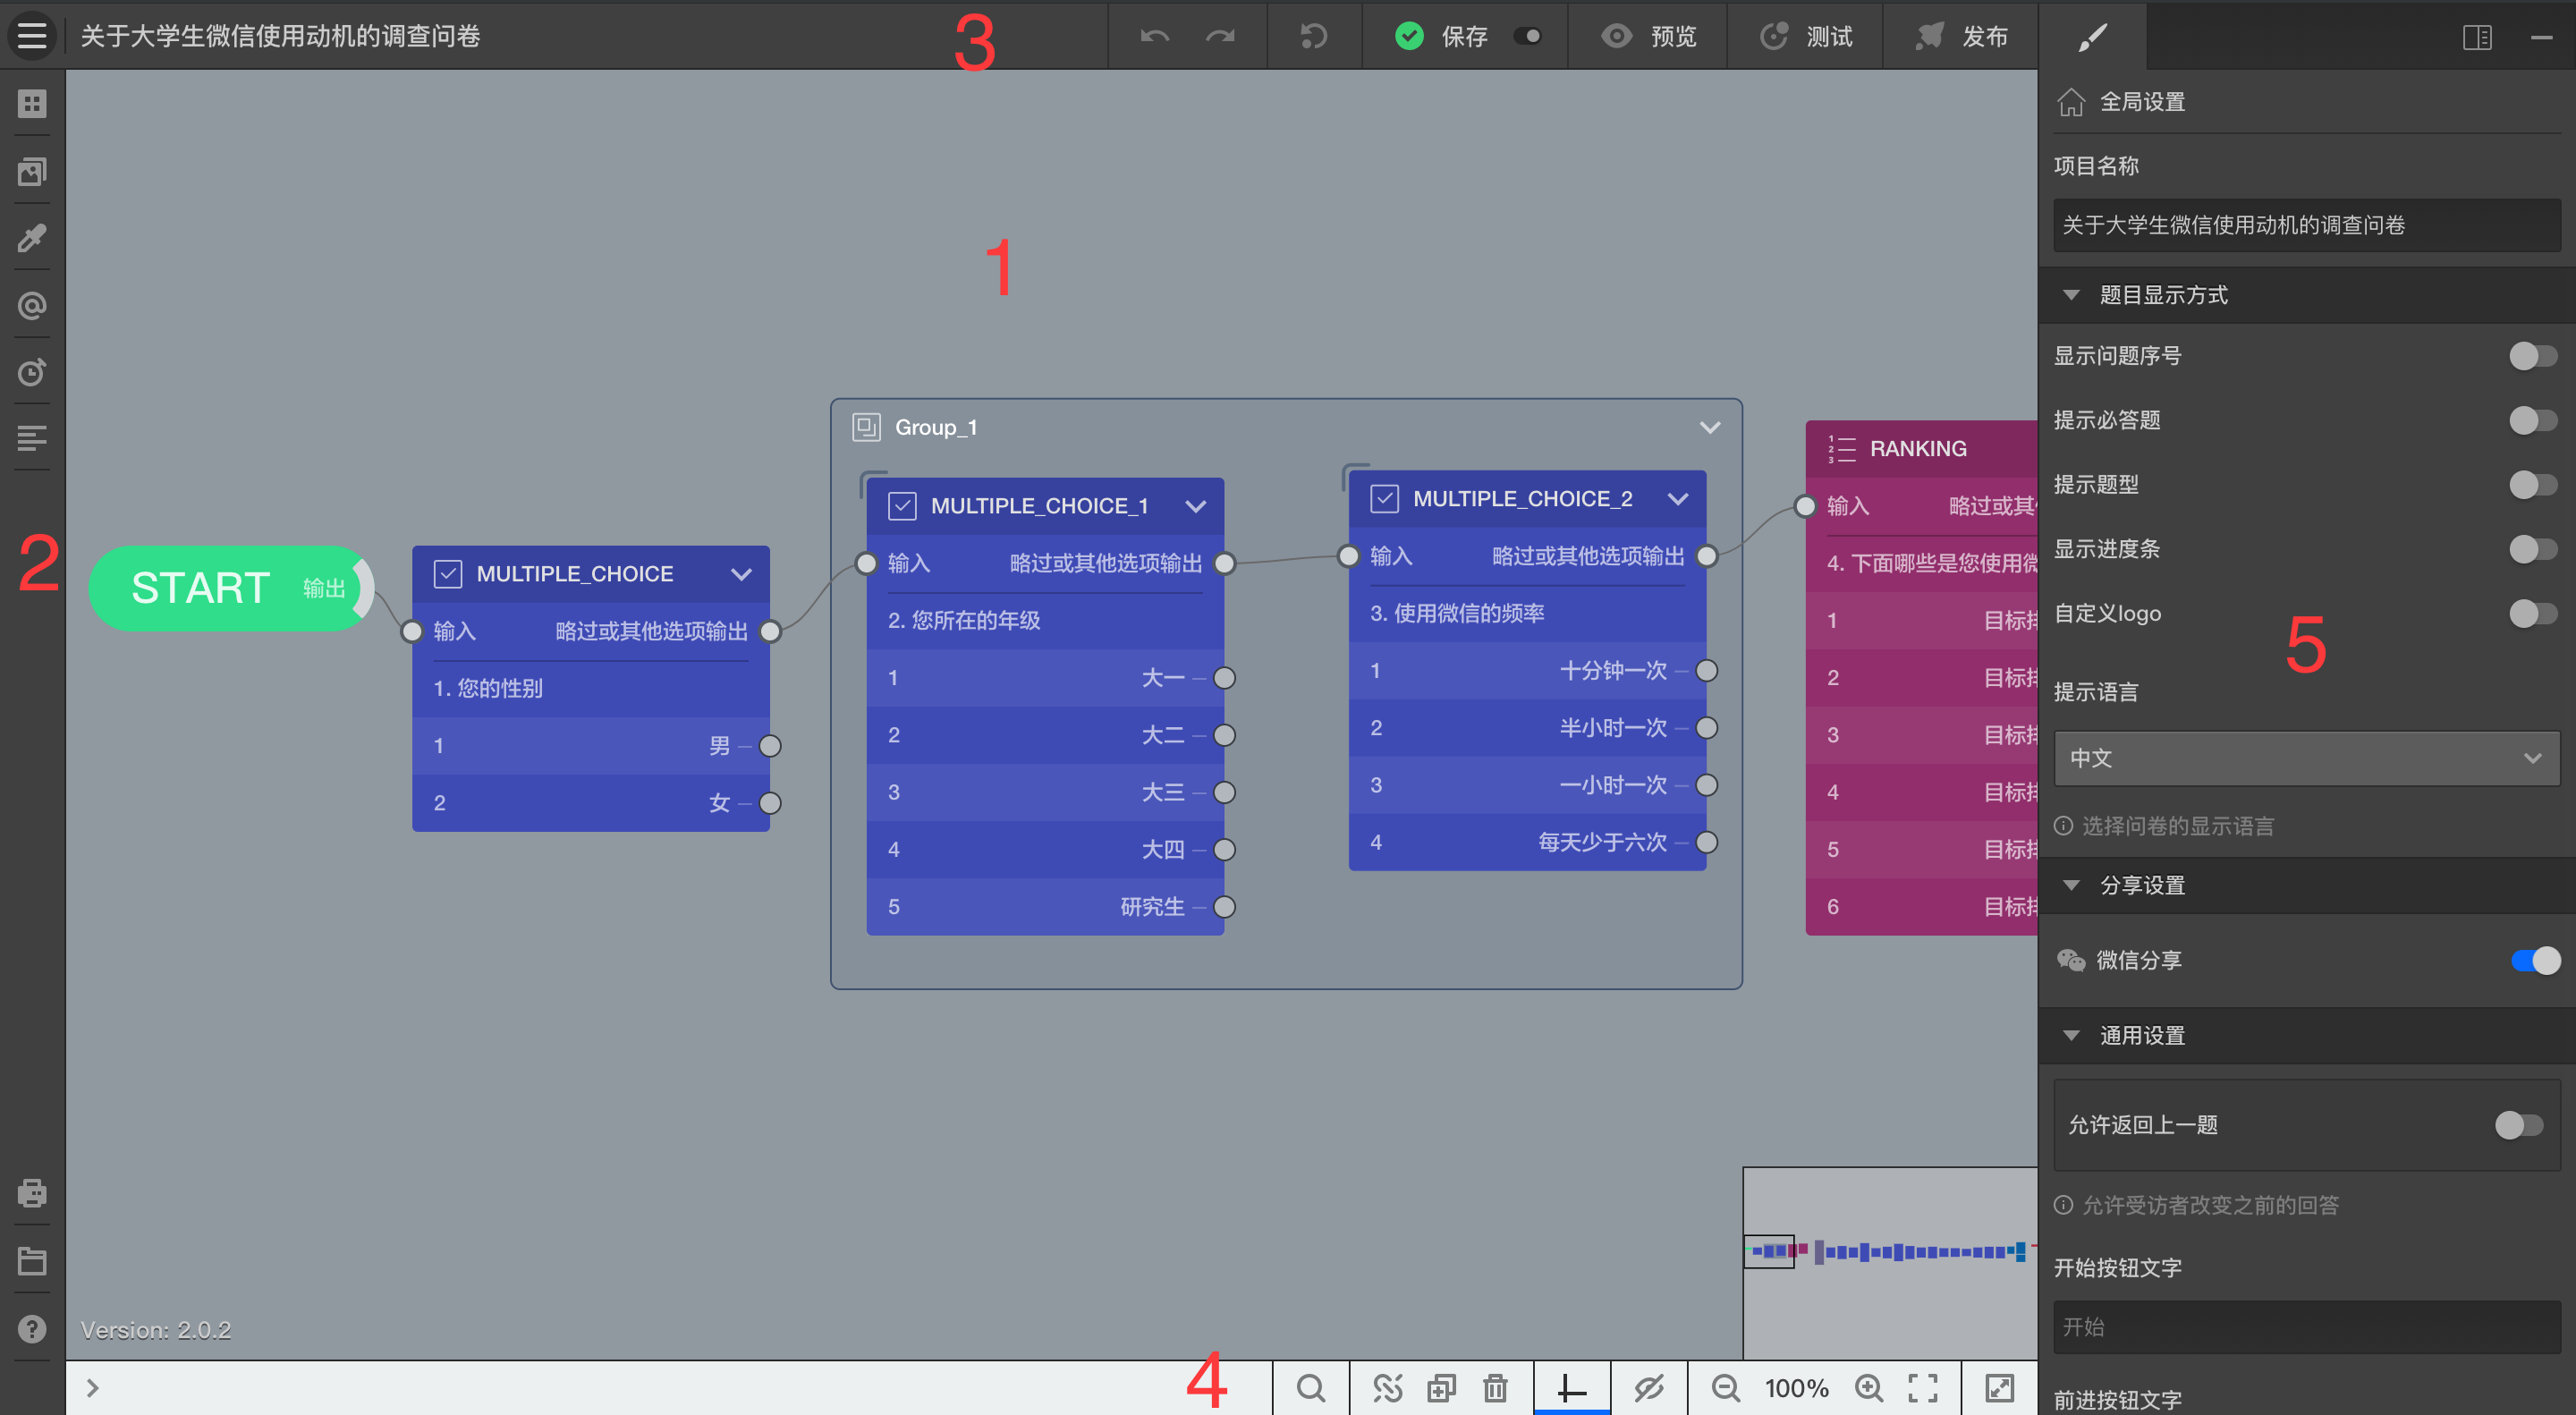 关于大学生微信使用动机的调查问卷
3
保存
预览
测试
发布
全局设置
项目名称
关于大学生微信使用动机的调查问卷
题目显示方式
显示问题序号
提示必答题
提示题型
显示进度条
自定义logo
5
提示语言
中文
选择问卷的显示语言
分享设置
微信分享
通用设置
允许返回上一题
允许受访者改变之前的回答
开始按钮文字
开始
前进按钮文字
1
2
START 输出
MULTIPLE_CHOICE
输入 略过或其他选项输出
1. 您的性别
1 男
2 女
Group_1
MULTIPLE_CHOICE_1
输入 略过或其他选项输出
2. 您所在的年级
1 大一
2 大二
3 大三
4 大四
5 研究生
MULTIPLE_CHOICE_2
输入 略过或其他选项输出
3. 使用微信的频率
1 十分钟一次
2 半小时一次
3 一小时一次
4 每天少于六次
1
2
3
RANKING
输入 略过或其
4. 下面哪些是您使用微
1 目标排
2 目标排
3 目标排
4 目标排
5 目标排
6 目标排
Version: 2.0.2
4
100%